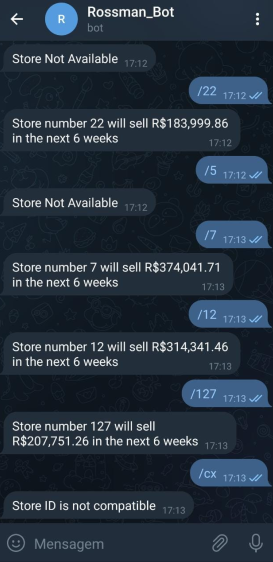 R
Rossman_Bot
bot
Store Not Available 17:12
/22 17:12
Store number 22 will sell R$183,999.86
in the next 6 weeks
17:12
/5 17:12
Store Not Available 17:12
/7 17:13
Store number 7 will sell R$374,041.71
in the next 6 weeks
17:13
/12 17:13
Store number 12 will sell R$314,341.46
in the next 6 weeks
17:13
/127 17:13
Store number 127 will sell
R$207,751.26 in the next 6 weeks 17:13
/cx 17:13
Store ID is not compatible 17:13
Mensagem